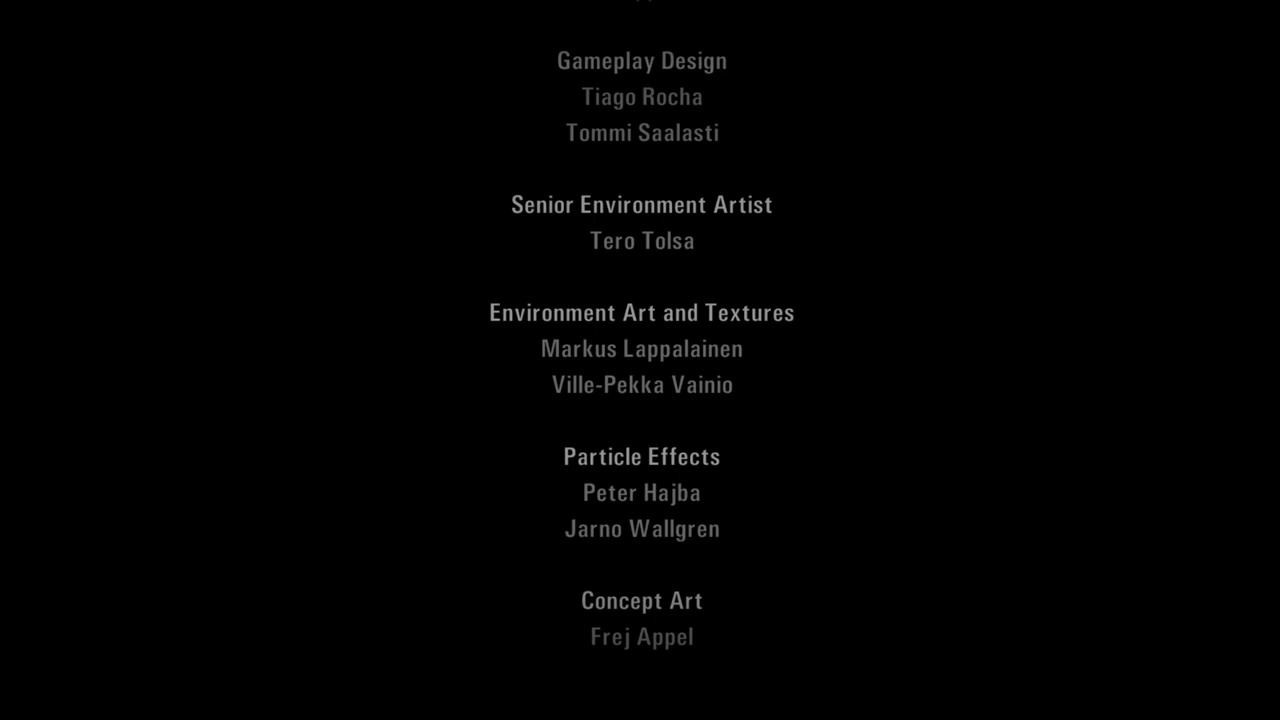 Gameplay Design
Tiago Rocha
Tommi Saalasti
Senior Environment Artist
Tero Tolsa
Environment Art and Textures
Markus Lappalainen
Ville-Pekka Vainio
Particle Effects
Peter Hajba
Jarno Wallgren
Concept Art
Frej Appel